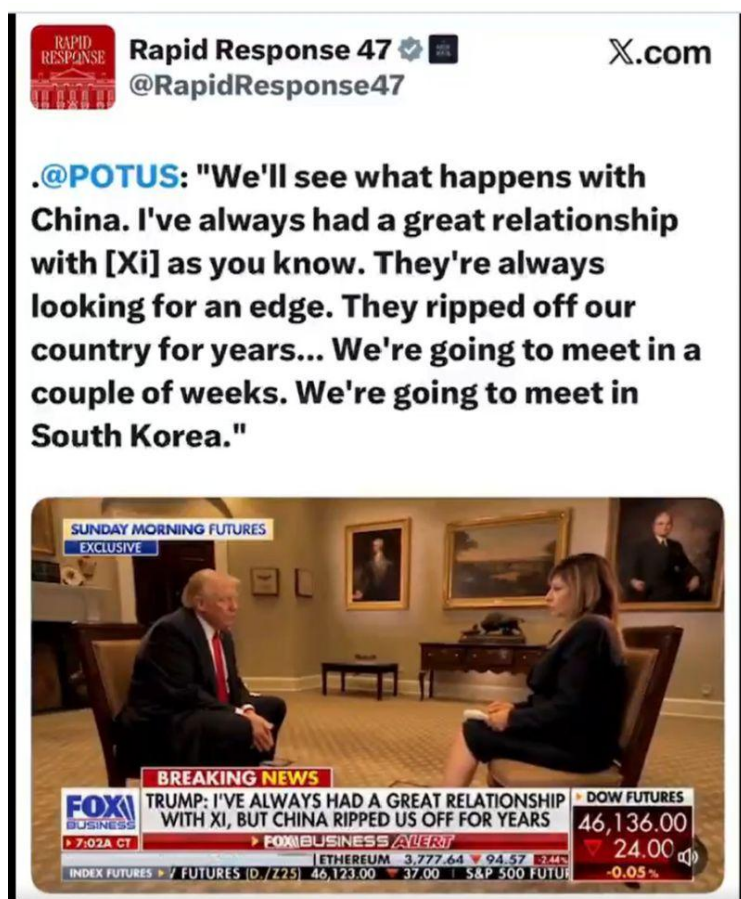 RAPID
RESPONSE
Rapid Response 47
@RapidResponse47
X.com
.@POTUS: "We'll see what happens with
China. I've always had a great relationship
with [Xi] as you know. They're always
looking for an edge. They ripped off our
country for years... We're going to meet in a
couple of weeks. We're going to meet in
South Korea."
SUNDAY MORNING FUTURES
EXCLUSIVE
BREAKING NEWS
FOX
BUSINESS
7:02A CT
TRUMP: I'VE ALWAYS HAD A GREAT RELATIONSHIP
WITH XI, BUT CHINA RIPPED US OFF FOR YEARS
FOX BUSINESS ALERT
DOW FUTURES
46,136.00
▼ 24.00
-0.05%
ETHEREUM 3,777.64 ▼ 94.57 -2.44%
INDEX FUTURES
/ FUTURES (D./Z25) 46,123.00 ▼ 37.00 S&P 500 FUTU